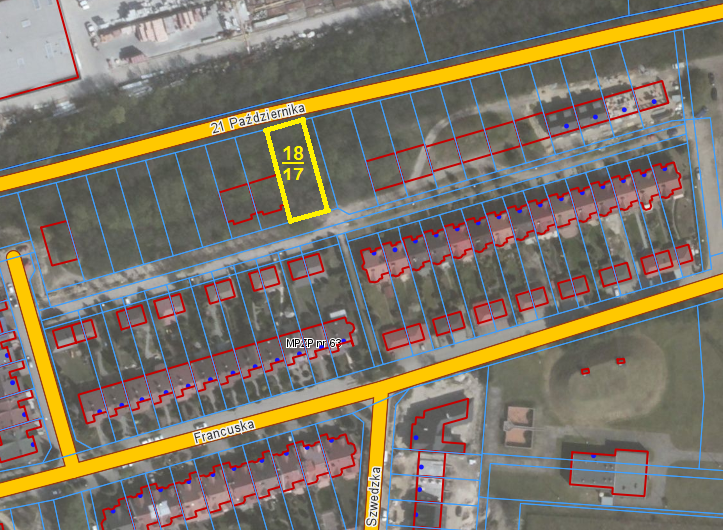 21 Października
18
17
MPZP nr 63
Francuska
Szwedzka